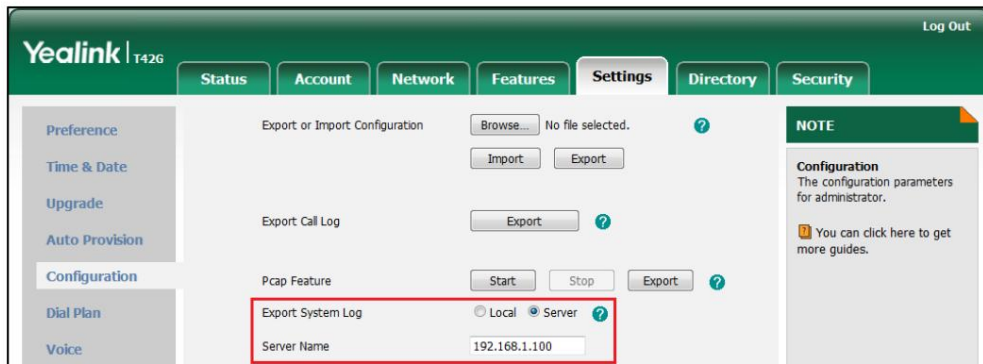 Log Out
Yealink | T42G
Status Account Network Features Settings Directory Security
Preference
Time & Date
Upgrade
Auto Provision
Configuration
Dial Plan
Voice
Export or Import Configuration Browse... No file selected. ?
Import Export
Export Call Log Export ?
Pcap Feature Start Stop Export ?
Export System Log Local Server ?
Server Name 192.168.1.100
NOTE
Configuration
The configuration parameters
for administrator.
? You can click here to get
more guides.